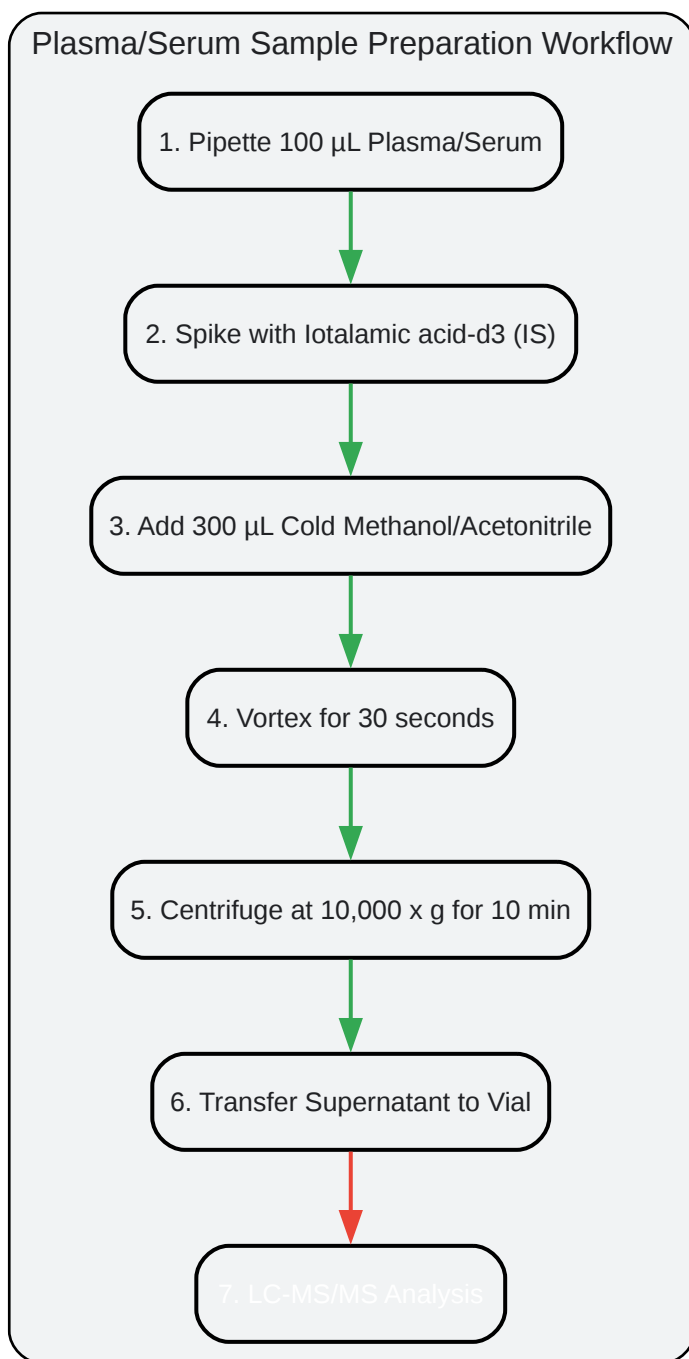 Plasma/Serum Sample Preparation Workflow
1. Pipette 100 µL Plasma/Serum
2. Spike with Iotalamic acid-d3 (IS)
3. Add 300 µL Cold Methanol/Acetonitrile
4. Vortex for 30 seconds
5. Centrifuge at 10,000 x g for 10 min
6. Transfer Supernatant to Vial
7. LC-MS/MS Analysis